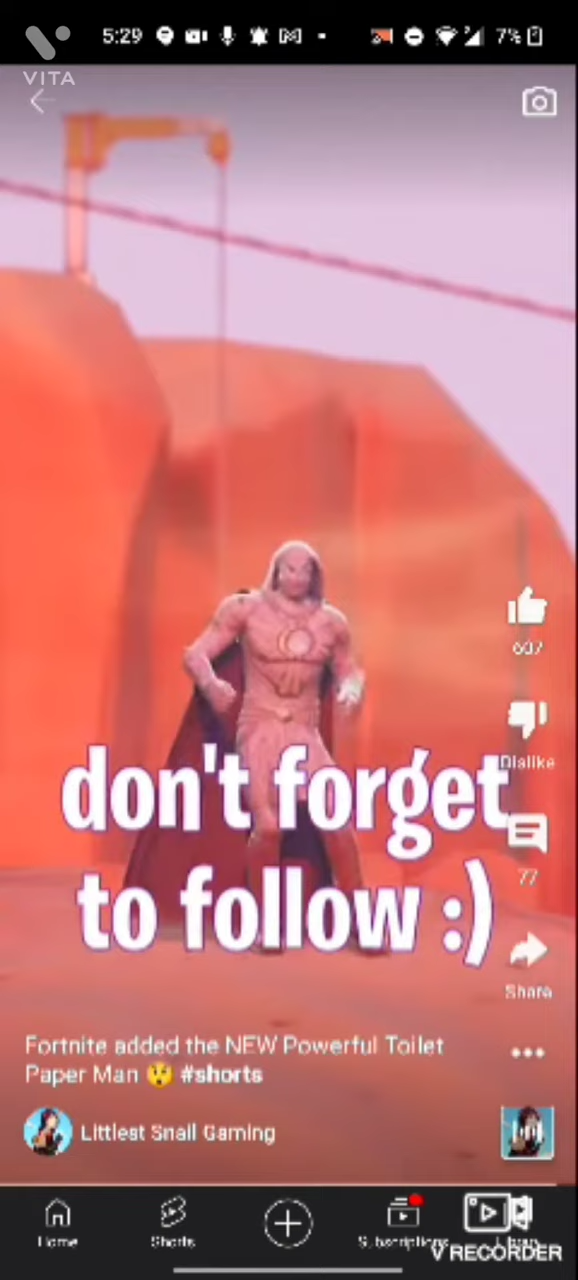 5:29
7%
VITA
don't forget
to follow :)
607
Dislike
77
Share
Fortnite added the NEW Powerful Toilet
Paper Man 😲 #shorts
Littlest Snail Gaming
Home
Shorts
Subscriptions
V RECORDER